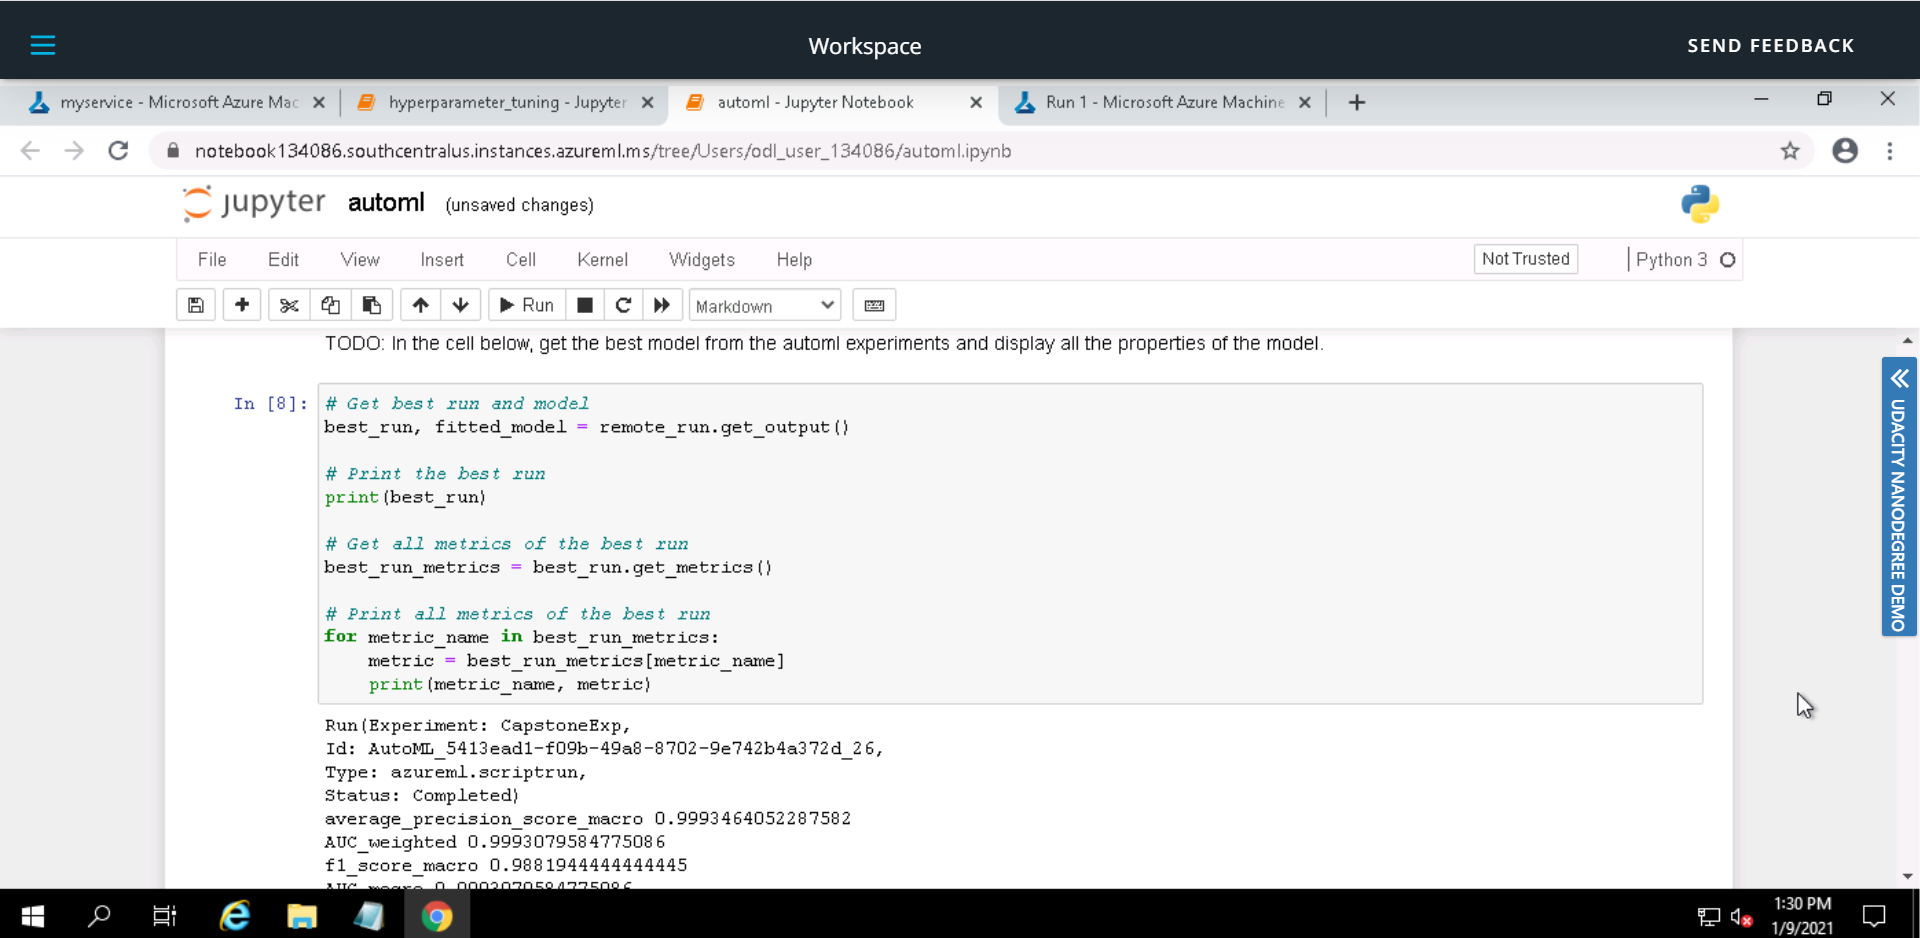 Workspace
SEND FEEDBACK
myservice - Microsoft Azure Mac
hyperparameter_tuning - Jupyter
automl - Jupyter Notebook
Run 1 - Microsoft Azure Machine
notebook134086.southcentralus.instances.azureml.ms/tree/Users/odl_user_134086/automl.ipynb
jupyter automl (unsaved changes)
File Edit View Insert Cell Kernel Widgets Help Not Trusted Python 3
Run Markdown
TODO: In the cell below, get the best model from the automl experiments and display all the properties of the model.
In [8]: # Get best run and model
best_run, fitted_model = remote_run.get_output()
# Print the best run
print(best_run)
# Get all metrics of the best run
best_run_metrics = best_run.get_metrics()
# Print all metrics of the best run
for metric_name in best_run_metrics:
metric = best_run_metrics[metric_name]
print(metric_name, metric)
Run(Experiment: CapstoneExp,
Id: AutoML_5413ead1-f09b-49a8-8702-9e742b4a372d_26,
Type: azureml.scriptrun,
Status: Completed)
average_precision_score_macro 0.9993464052287582
AUC_weighted 0.9993079584775086
f1_score_macro 0.9881944444444445
AUC_macro 0.9993079584775086
UDACITY NANODEGREE DEMO
1:30 PM
1/9/2021